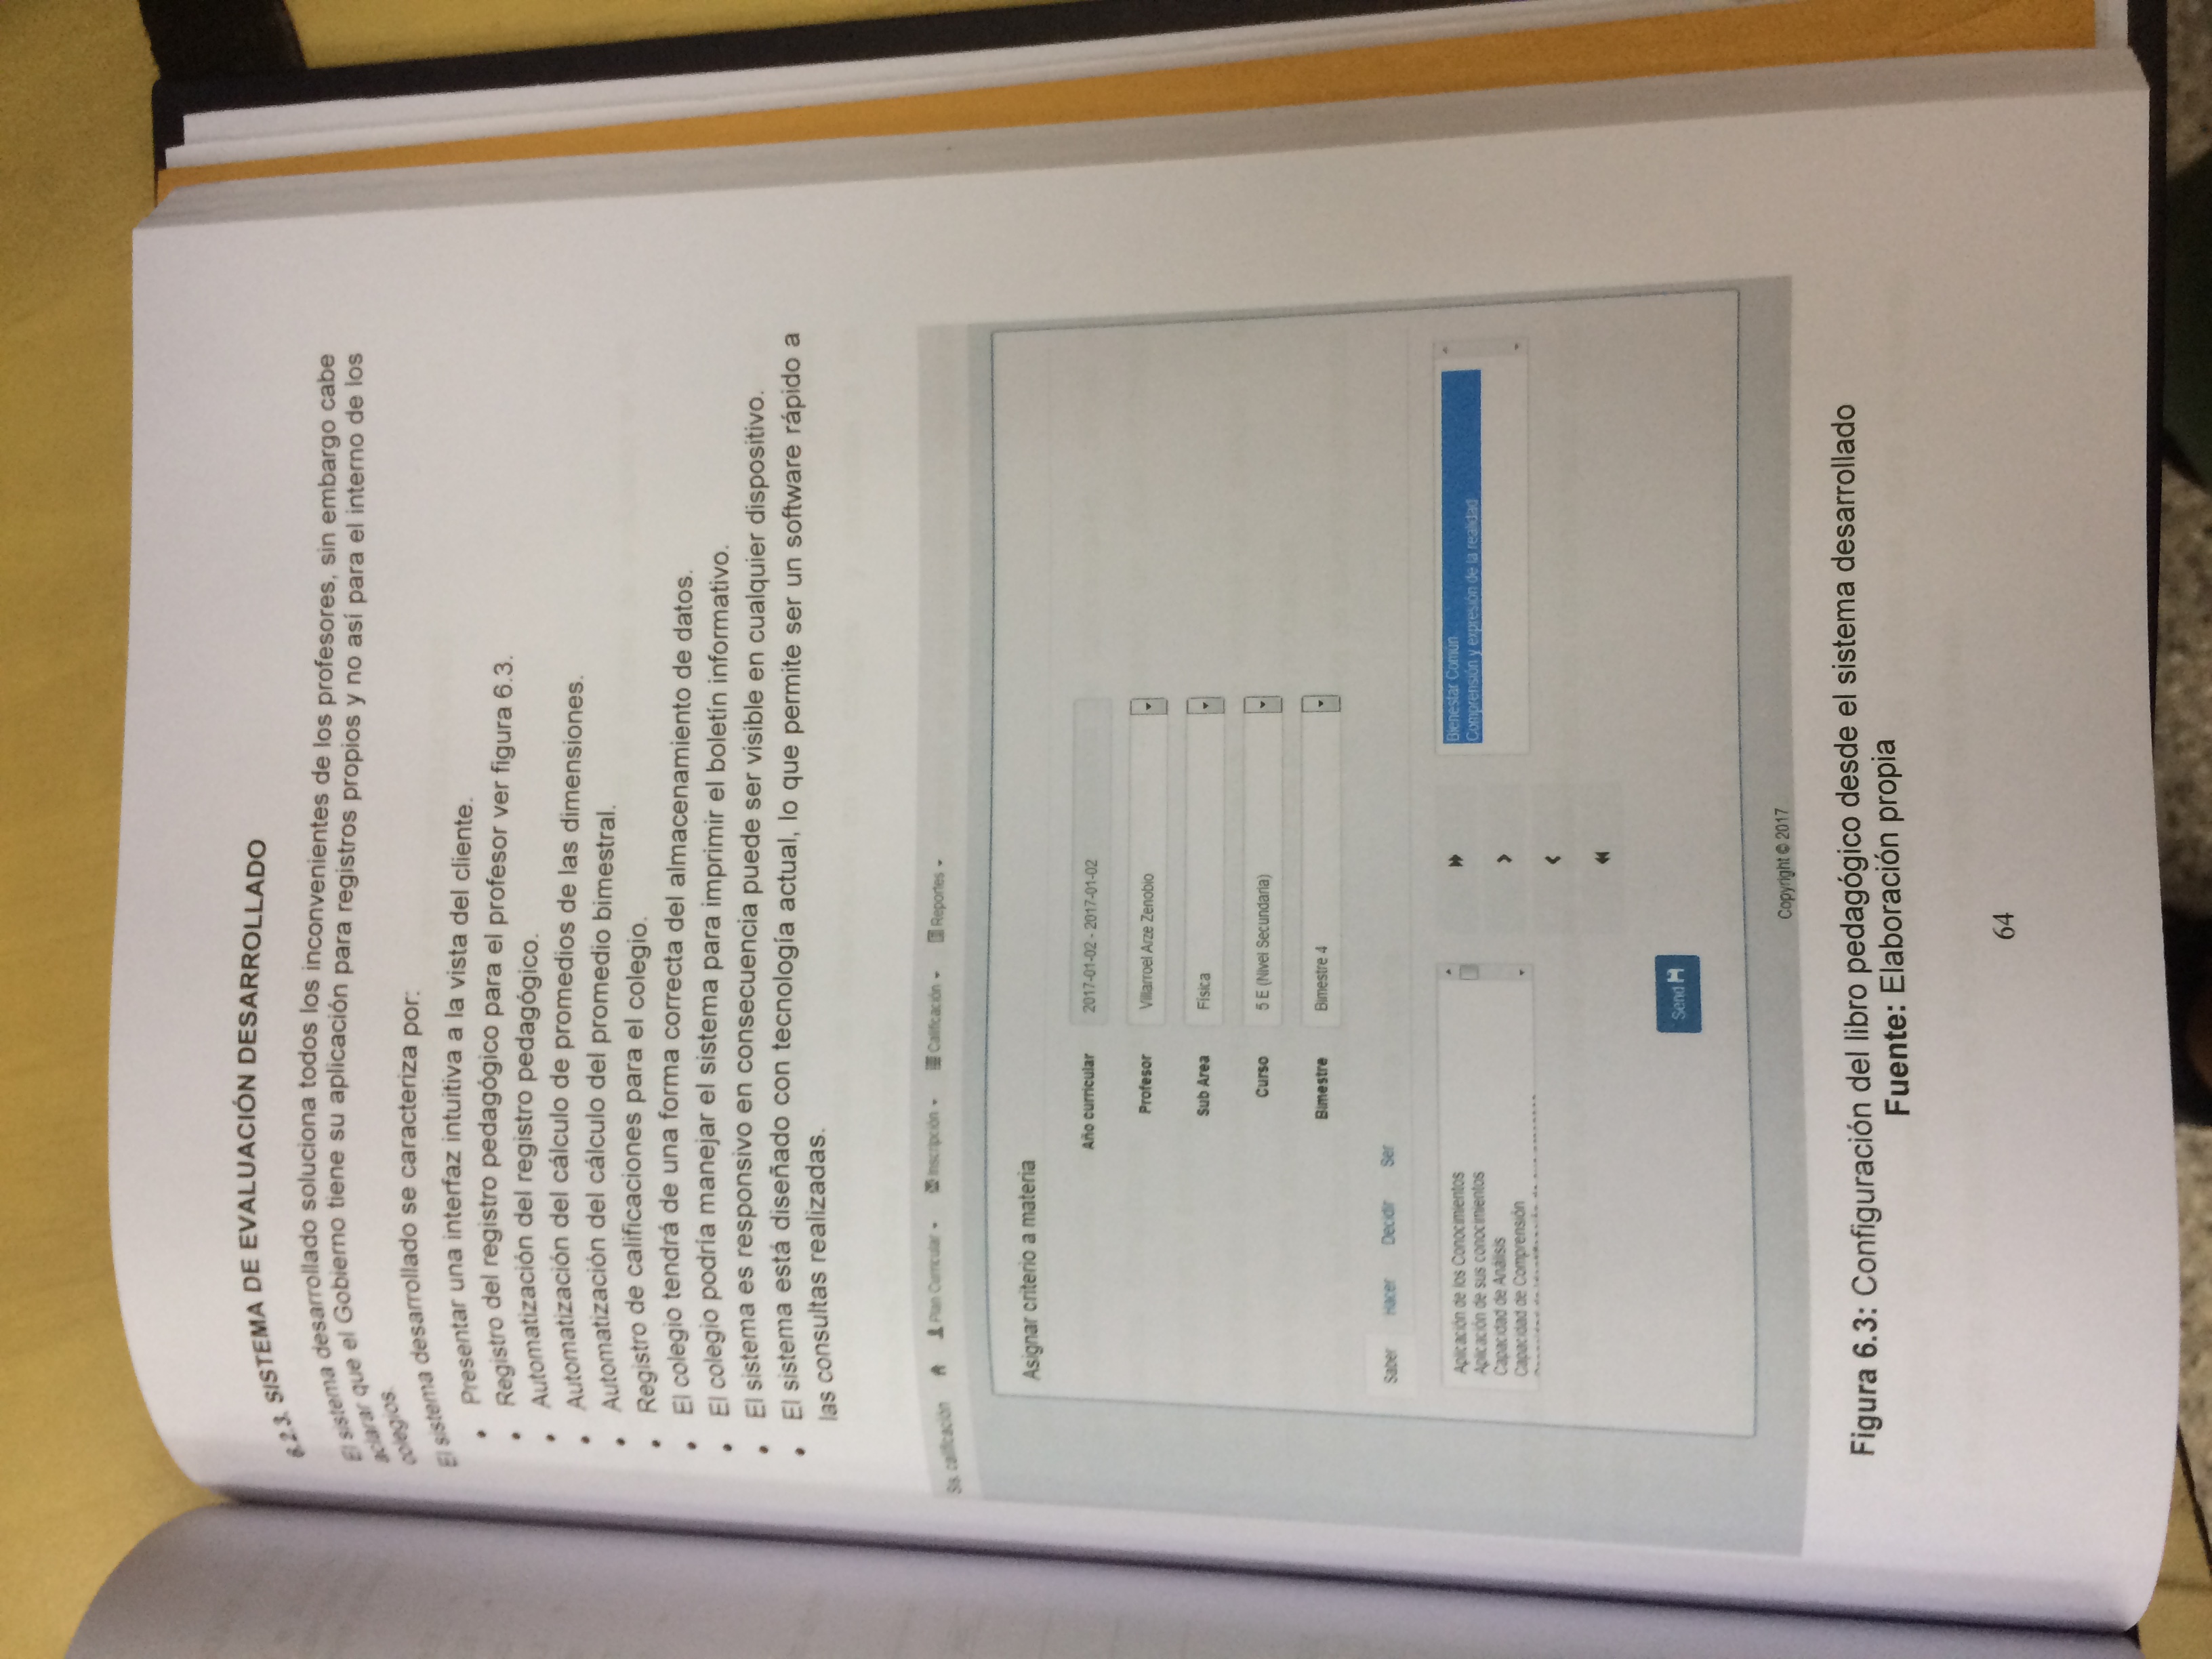 6.2.3. SISTEMA DE EVALUACIÓN DESARROLLADO
El sistema desarrollado soluciona todos los inconvenientes de los profesores, sin embargo cabe
aclarar que el Gobierno tiene su aplicación para registros propios y no así para el interno de los
colegios.
El sistema desarrollado se caracteriza por:
• Presentar una interfaz intuitiva a la vista del cliente.
• Registro del registro pedagógico para el profesor ver figura 6.3.
• Automatización del registro pedagógico.
• Automatización del cálculo de promedios de las dimensiones.
• Automatización del cálculo del promedio bimestral.
• Registro de calificaciones para el colegio.
• El colegio tendrá de una forma correcta del almacenamiento de datos.
• El colegio podría manejar el sistema para imprimir el boletín informativo.
• El sistema es responsivo en consecuencia puede ser visible en cualquier dispositivo.
• El sistema está diseñado con tecnología actual, lo que permite ser un software rápido a
las consultas realizadas.
Sis. calificación Plan Curricular Inscripción Calificación Reportes
Asignar criterio a materia
Año curricular 2017-01-02 - 2017-01-02
Profesor Villarroel Arze Zenobio
Sub Area Física
Curso 5 E (Nivel Secundaria)
Bimestre Bimestre 4
Saber Hacer Decidir Ser
Aplicación de los Conocimientos
Aplicación de sus conocimientos
Capacidad de Análisis
Capacidad de Comprensión
Bienestar Común
Comprensión y expresión de la realidad
Send
Copyright © 2017
Figura 6.3: Configuración del libro pedagógico desde el sistema desarrollado
Fuente: Elaboración propia
64